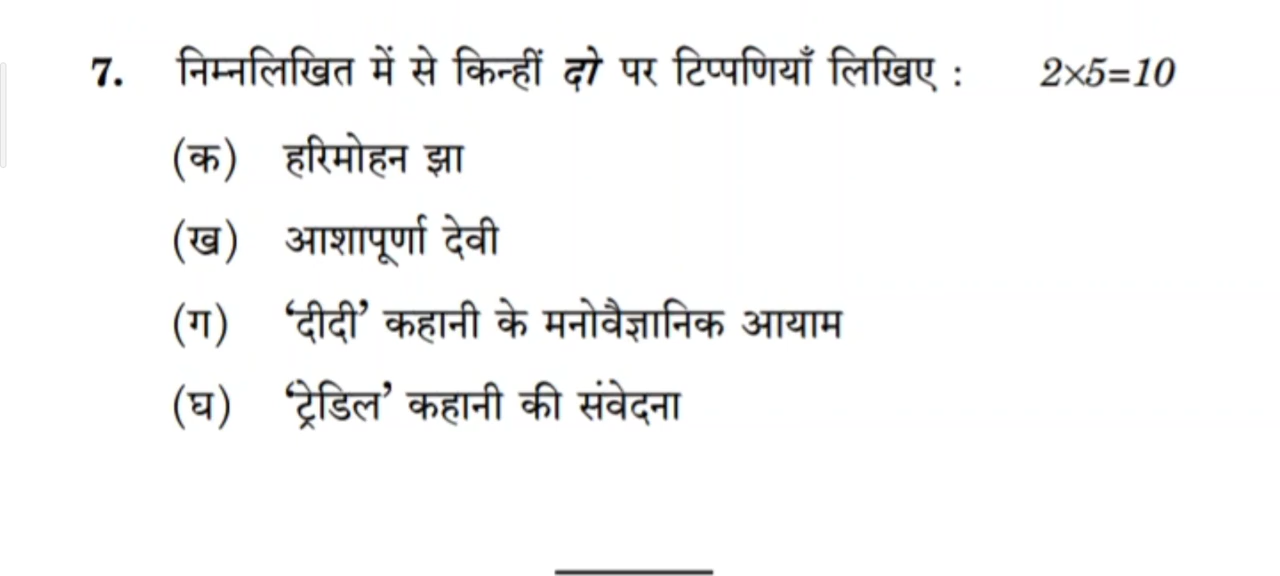 7. निम्नलिखित में से किन्हीं दो पर टिप्पणियाँ लिखिए : 2×5=10
(क) हरिमोहन झा
(ख) आशापूर्णा देवी
(ग) ‘दीदी’ कहानी के मनोवैज्ञानिक आयाम
(घ) ‘ट्रेडिल’ कहानी की संवेदना